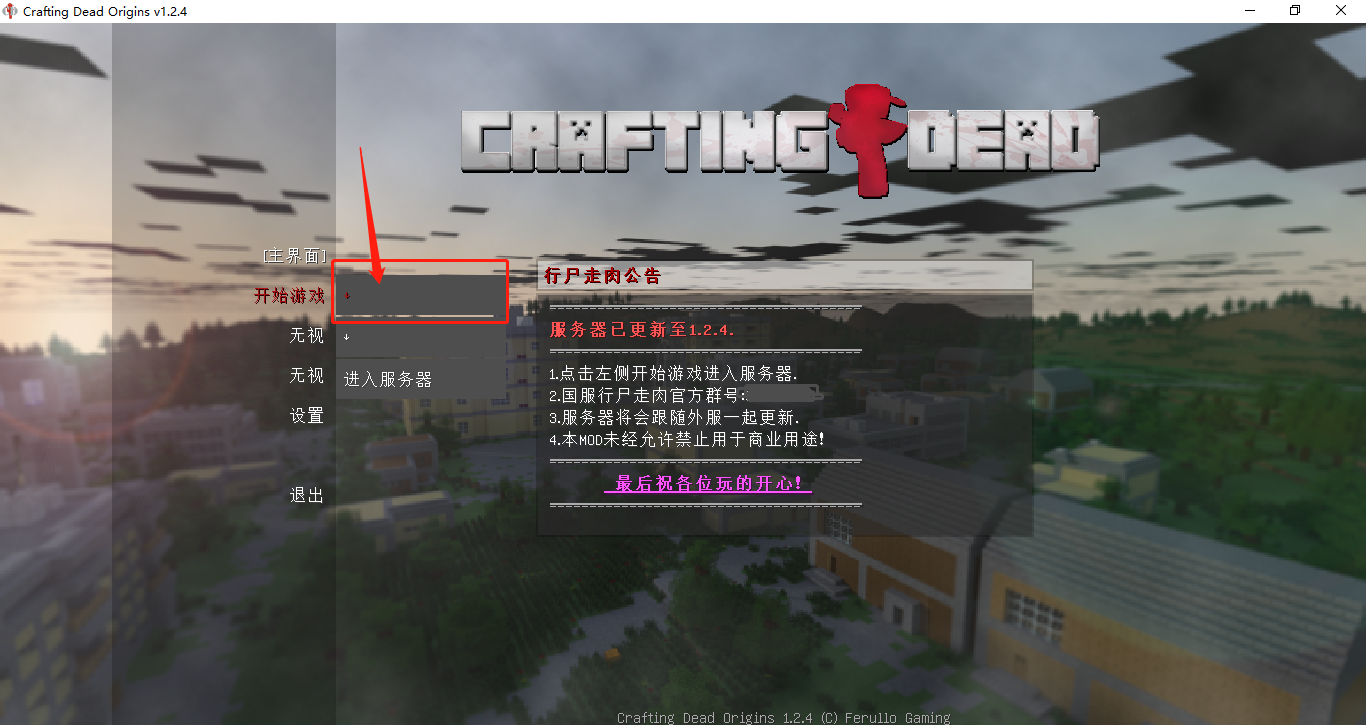 Crafting Dead Origins v1.2.4
CRAFTING DEAD
[主界面]
开始游戏
↓
无视
↓
无视
进入服务器
设置
退出
行尸走肉公告
服务器已更新至1.2.4.
1.点击左侧开始游戏进入服务器.
2.国服行尸走肉官方群号:
3.服务器将会跟随外服一起更新.
4.本MOD未经允许禁止用于商业用途!
最后祝各位玩的开心!
Crafting Dead Origins 1.2.4 (C) Ferullo Gaming